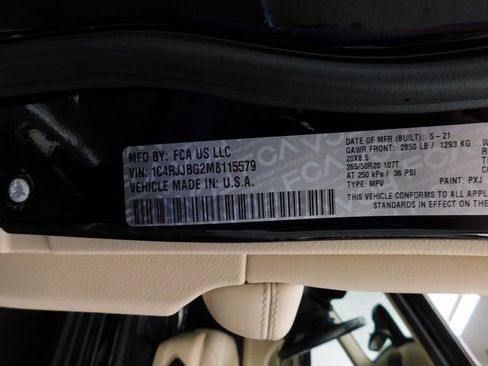 MFD BY: FCA US LLC
VIN: 1C4RJJBG2M8115579
VEHICLE MADE IN U.S.A.
DATE OF MFR (BUILT): 5-21
GAWR FRONT: 2850 LB / 1293 KG
20X8.5
265/50R20 107T
AT 250 kPa / 36 PSI
TYPE: MPV PAINT: PXJ
THIS VEHICLE CONFORMS TO ALL APPLICABLE
STANDARDS IN EFFECT ON THE